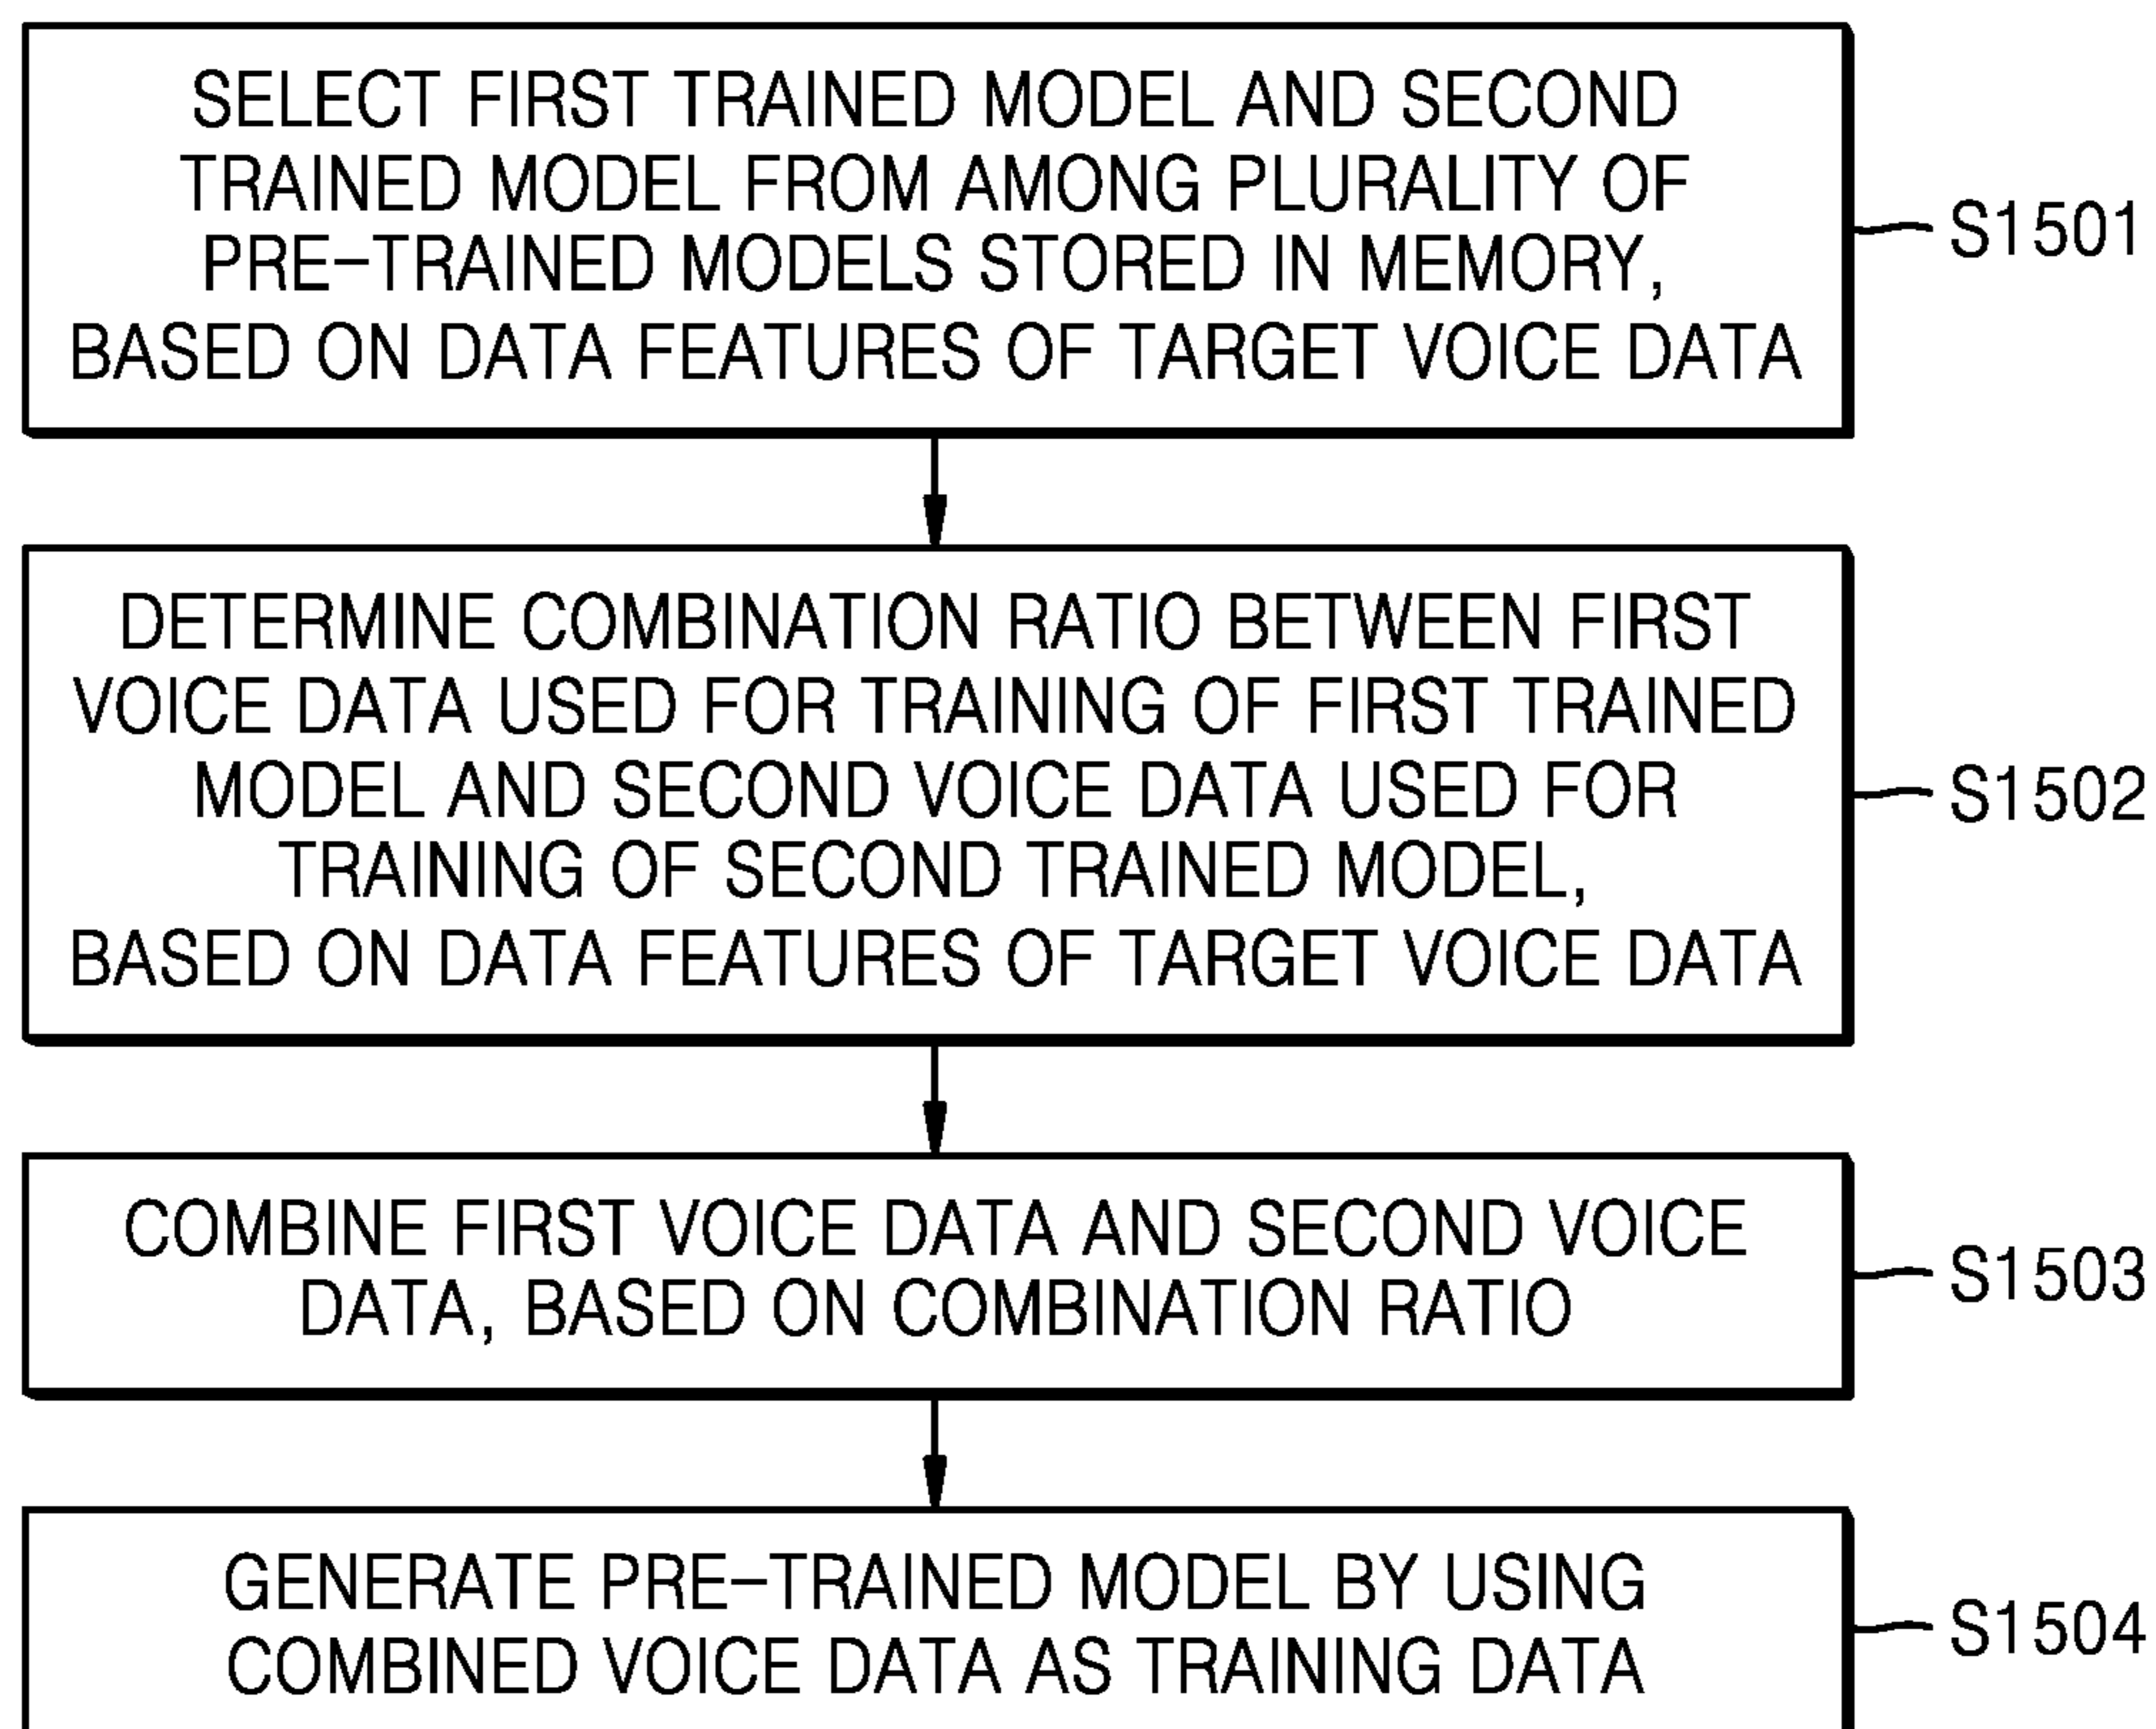 SELECT FIRST TRAINED MODEL AND SECOND
TRAINED MODEL FROM AMONG PLURALITY OF
PRE-TRAINED MODELS STORED IN MEMORY,
BASED ON DATA FEATURES OF TARGET VOICE DATA
S1501
DETERMINE COMBINATION RATIO BETWEEN FIRST
VOICE DATA USED FOR TRAINING OF FIRST TRAINED
MODEL AND SECOND VOICE DATA USED FOR
TRAINING OF SECOND TRAINED MODEL,
BASED ON DATA FEATURES OF TARGET VOICE DATA
S1502
COMBINE FIRST VOICE DATA AND SECOND VOICE
DATA, BASED ON COMBINATION RATIO
S1503
GENERATE PRE-TRAINED MODEL BY USING
COMBINED VOICE DATA AS TRAINING DATA
S1504